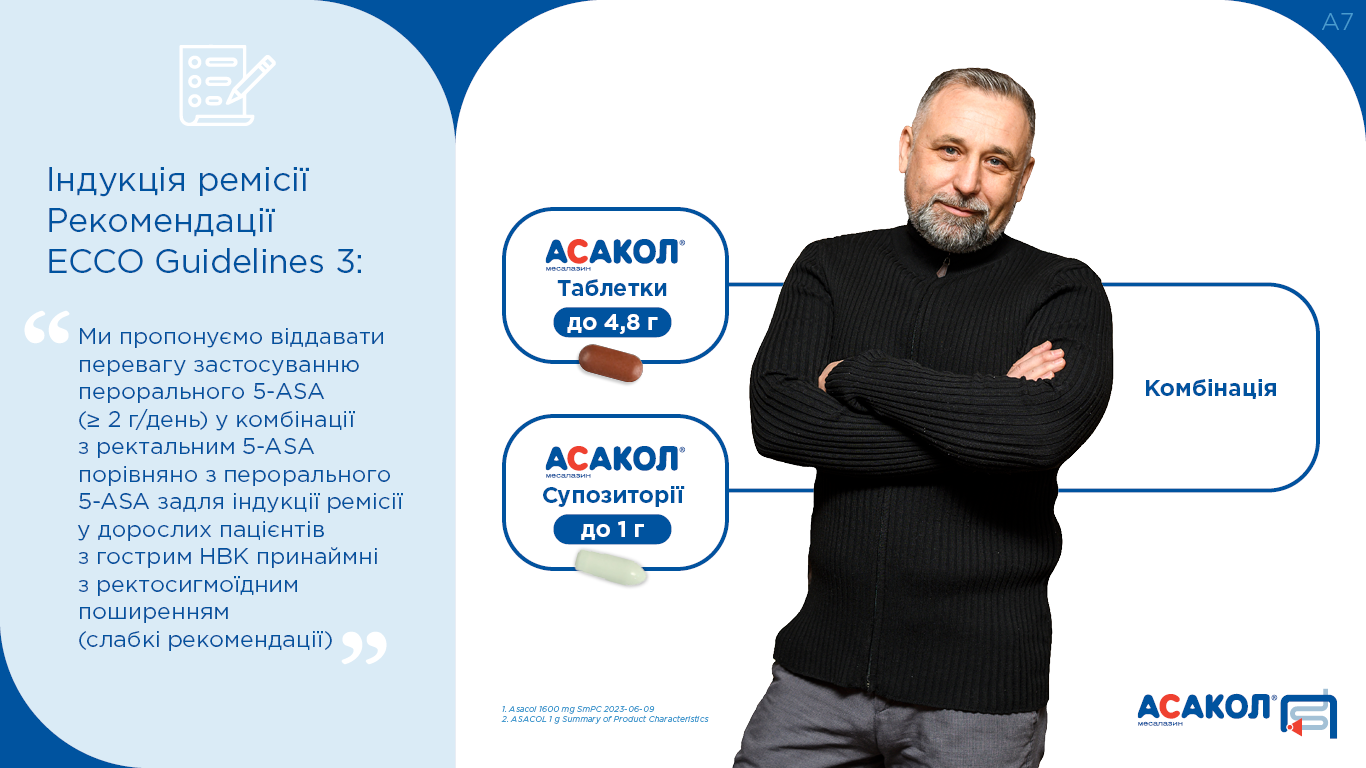 A7
Індукція ремісії
Рекомендації
ECCO Guidelines 3:
“ Ми пропонуємо віддавати
перевагу застосуванню
перорального 5-ASA
(≥ 2 г/день) у комбінації
з ректальним 5-ASA
порівняно з перорального
5-ASA задля індукції ремісії
у дорослих пацієнтів
з гострим НВК принаймні
з ректосигмоїдним
поширенням
(слабкі рекомендації) ”
АСАКОЛ®
месалазин
Таблетки
до 4,8 г
АСАКОЛ®
месалазин
Супозиторії
до 1 г
Комбінація
1. Asacol 1600 mg SmPC 2023-06-09
2. ASACOL 1 g Summary of Product Characteristics
АСАКОЛ®
месалазин